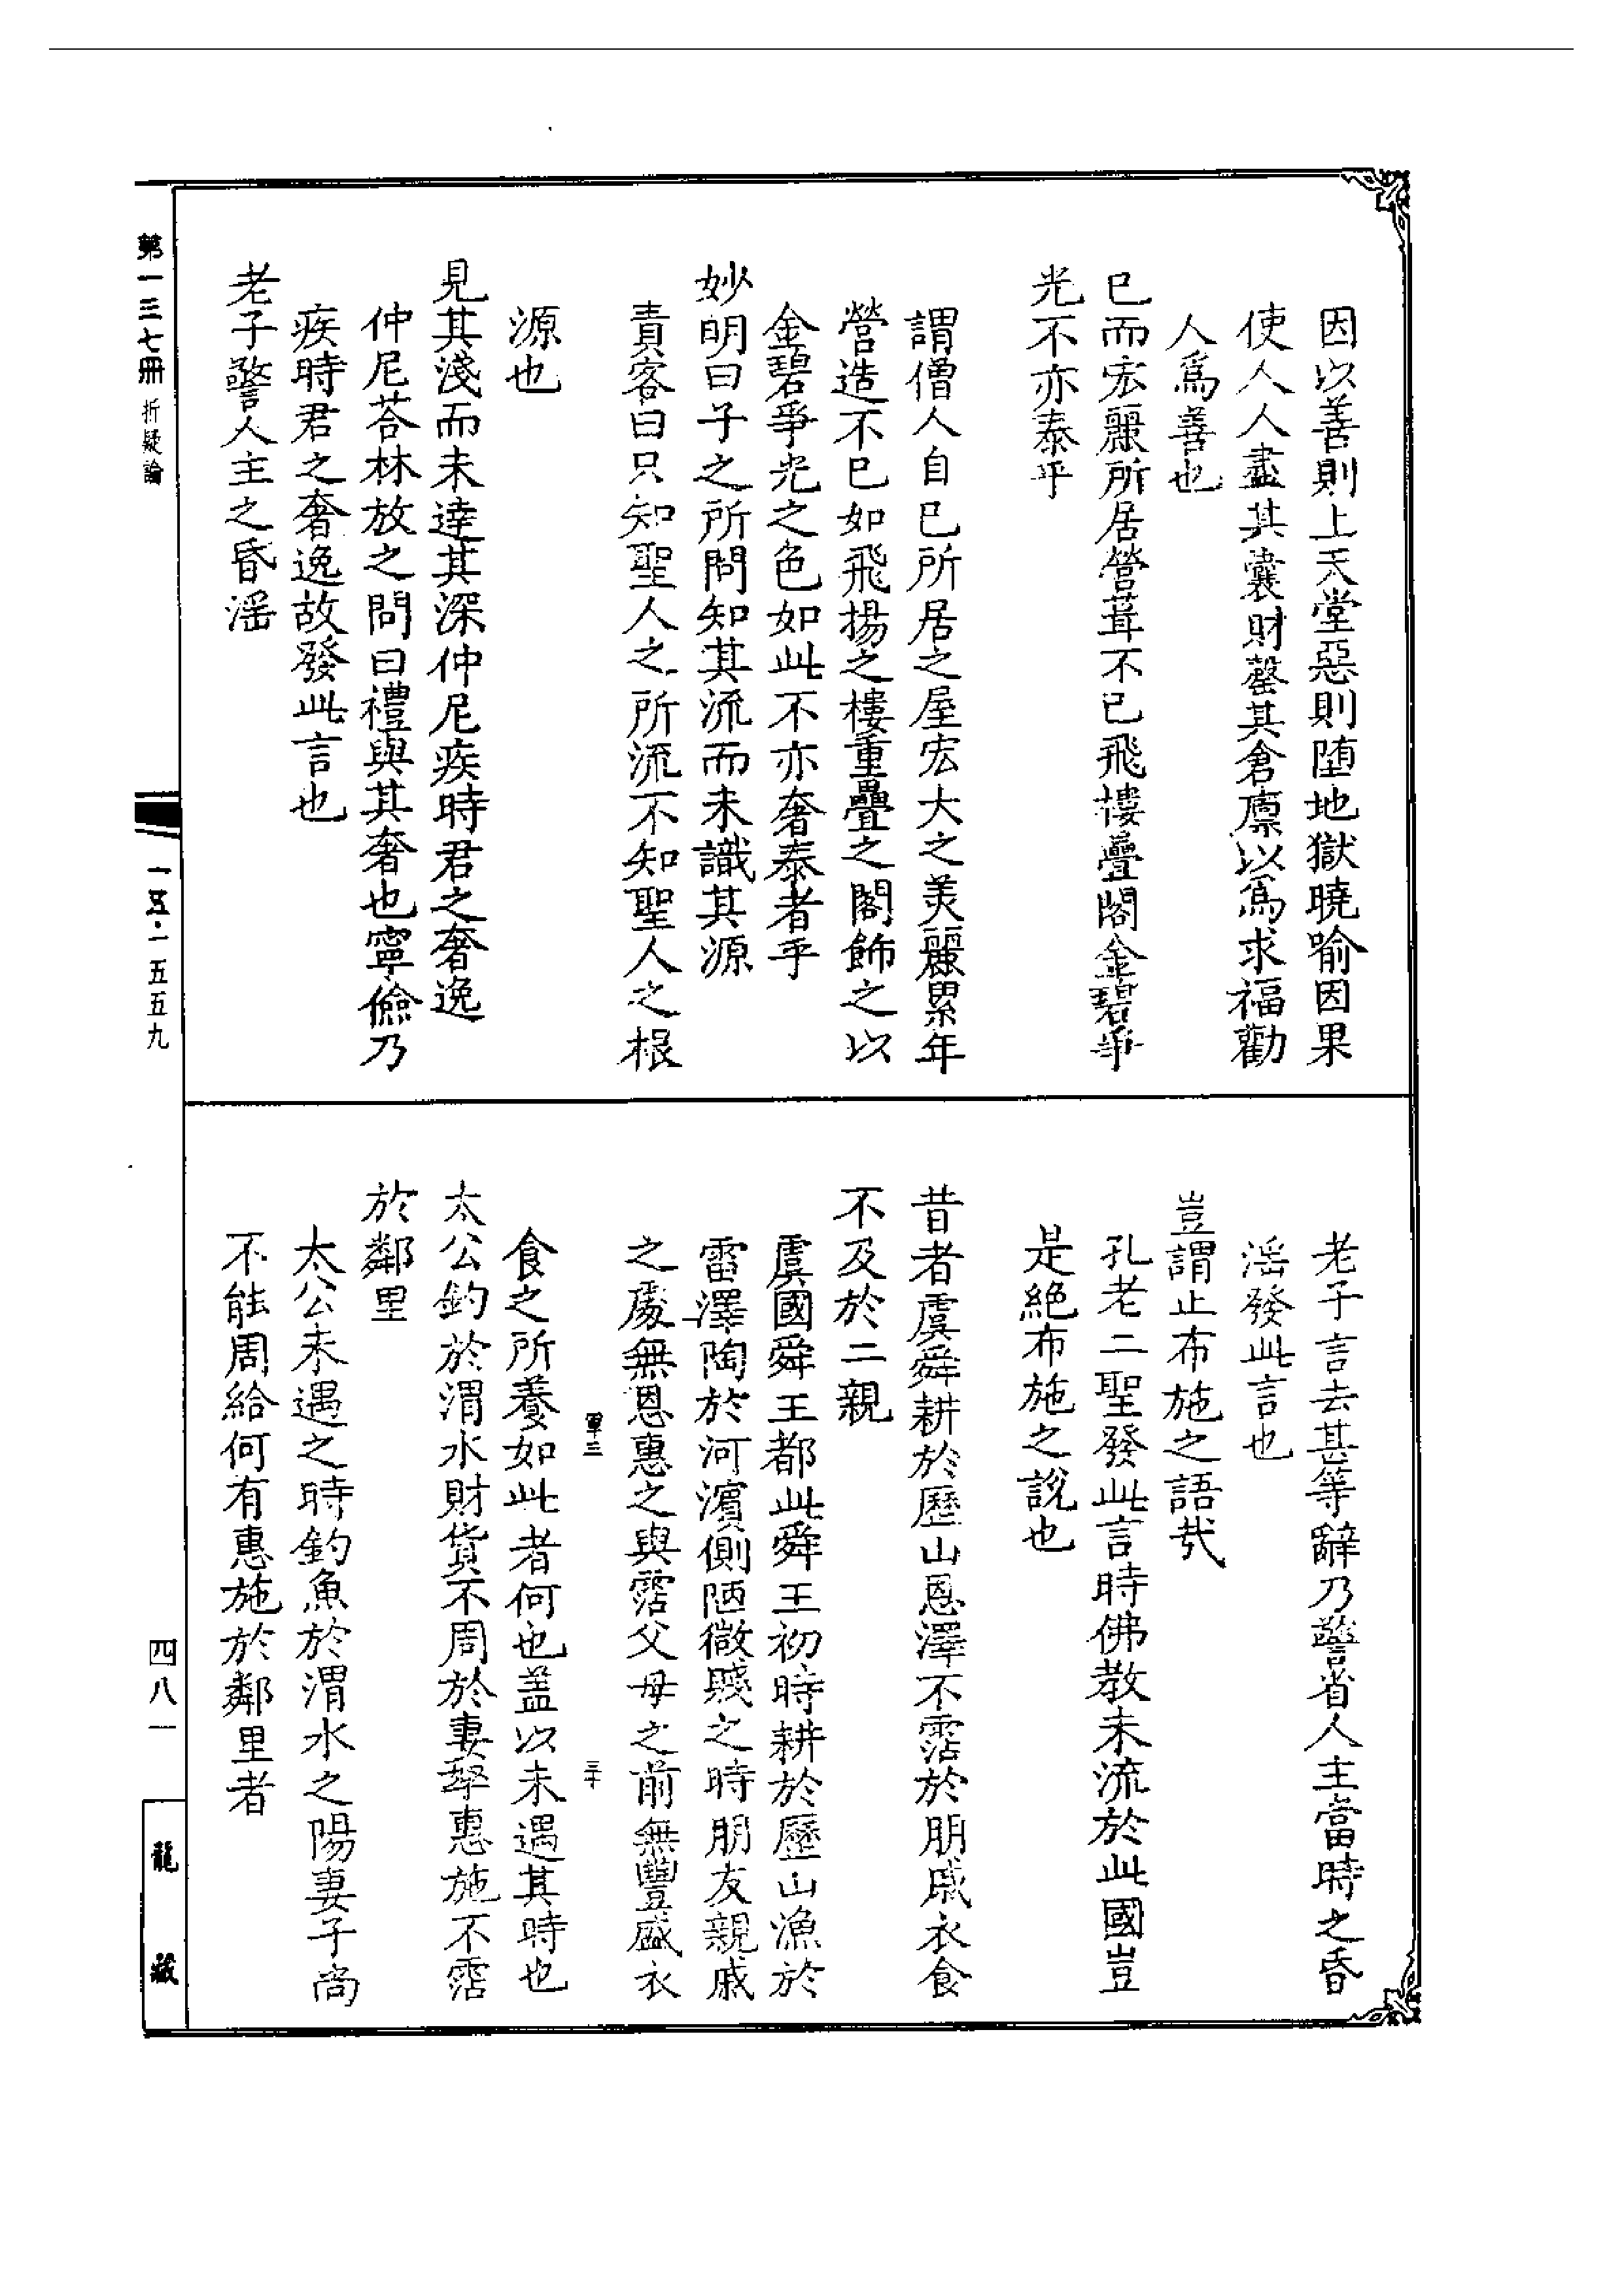 因以善則上天堂惡則堕地獄曉喻因果
使人人盡其囊財罄其倉廪以爲求福勸
人爲善也
已而宏麗所居營葺不已飛樓疊閣金碧爭
光不亦泰乎
謂僧人自巳所居之屋宏大之美麗累年
營造不已如飛揚之樓重疊之閣飾之以
金碧爭光之色如此不亦奢泰者乎
妙明曰子之所問知其流而未識其源
責客曰只知聖人之所流不知聖人之根
源也
見其淺而未達其深仲尼疾時君之奢逸
仲尼荅林放之問曰禮與其奢也寧儉乃
疾時君之奢逸故發此言也
老子警人主之昏滛
老子言去甚等辭乃警省人主當時之昏
滛發此言也
豈謂止布施之語哉
孔老二聖發此言時佛教未流於此國豈
是絕布施之說也
昔者虞舜耕於歷山恩澤不霑於朋戚衣食
不及於二親
虞國舜王都此舜王初時耕於歷山漁於
雷澤陶於河濵側陋微賤之時朋友親戚
之處無恩惠之與霑父母之前無豐盛衣
食之所養如此者何也盖以未遇其時也
太公釣於渭水財貨不周於妻孥惠施不霑
於鄰里
太公未遇之時釣魚於渭水之陽妻子尚
不能周給何有惠施於鄰里者
第一三七冊 折疑論
一五·一五五九
四八一
龍藏